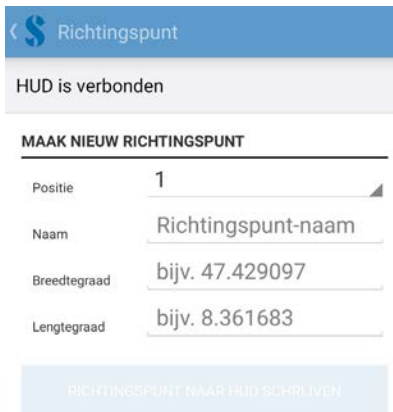 Richtingspunt
HUD is verbonden
MAAK NIEUW RICHTINGSPUNT
Positie 1
Naam Richtingspunt-naam
Breedtegraad bijv. 47.429097
Lengtegraad bijv. 8.361683
RICHTINGSPUNT NAAR HUD SCHRIJVEN